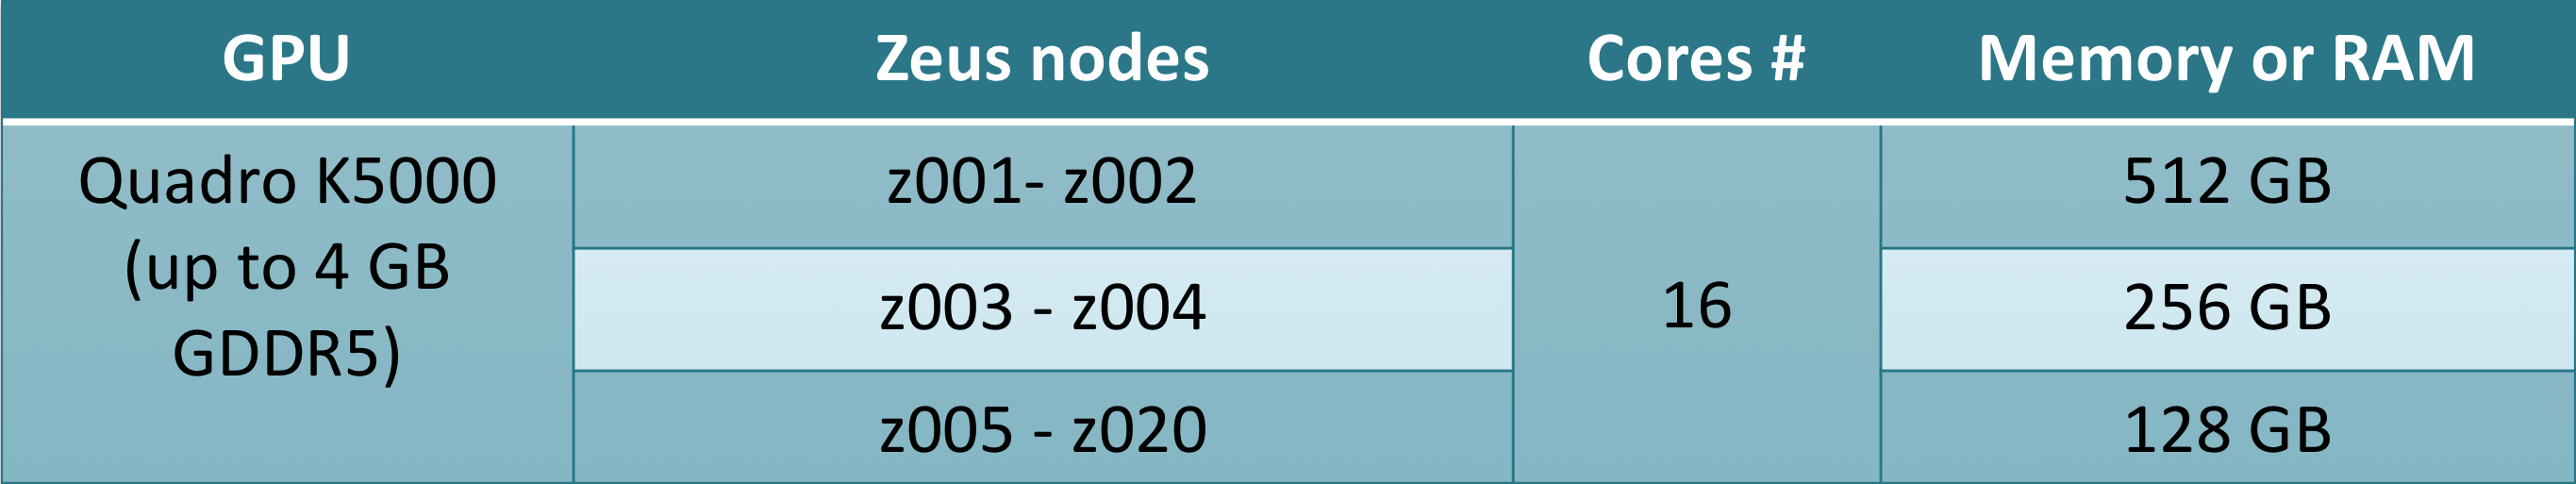 GPU Zeus nodes Cores # Memory or RAM
Quadro K5000
(up to 4 GB
GDDR5)
z001- z002
512 GB
z003 - z004
16
256 GB
z005 - z020
128 GB